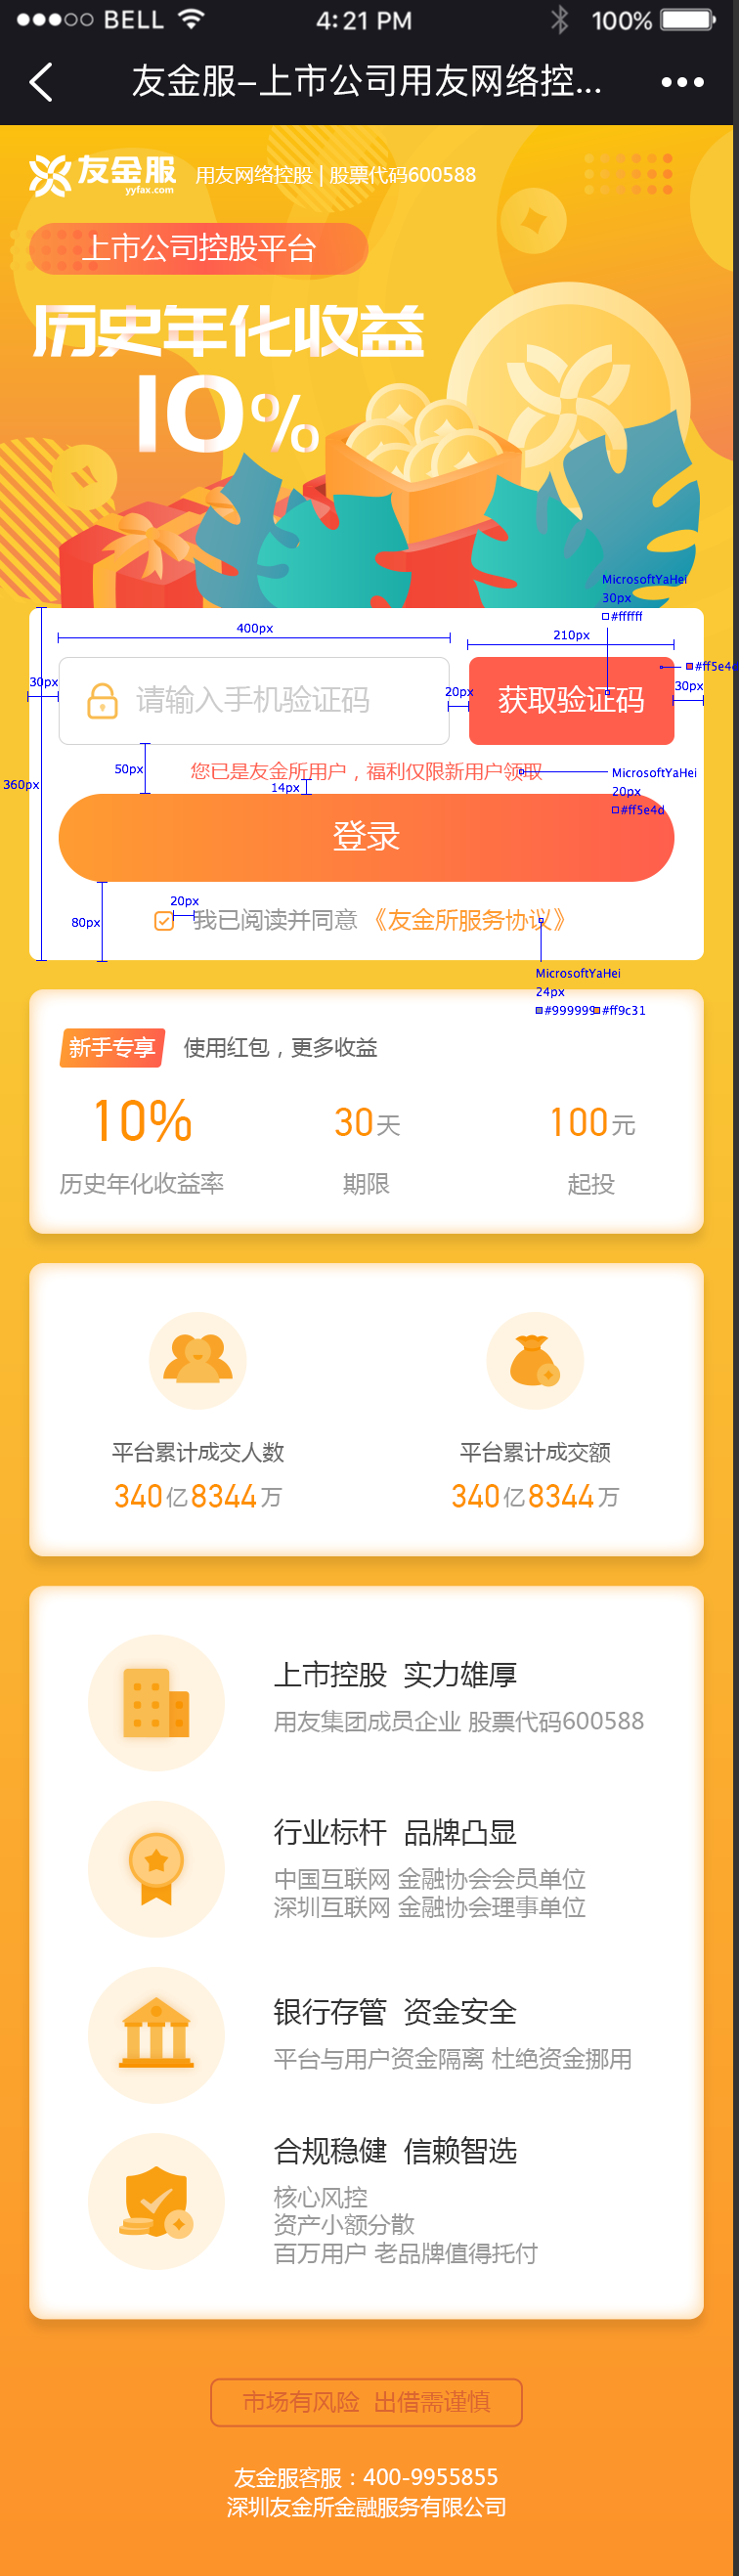 BELL
4:21 PM
100%
友金服-上市公司用友网络控...
友金服
yyfax.com
用友网络控股 | 股票代码600588
上市公司控股平台
历史年化收益
10%
MicrosoftYaHei
30px
#ffffff
400px
210px
#ff5e4d
30px
20px
30px
请输入手机验证码
获取验证码
50px
您已是友金所用户，福利仅限新用户领取
MicrosoftYaHei
20px
#ff5e4d
360px
14px
登录
20px
80px
我已阅读并同意《友金所服务协议》
MicrosoftYaHei
24px
#999999 #ff9c31
新手专享
使用红包，更多收益
10%
30天
100元
历史年化收益率
期限
起投
平台累计成交人数
平台累计成交额
340亿8344万
340亿8344万
上市控股 实力雄厚
用友集团成员企业 股票代码600588
行业标杆 品牌凸显
中国互联网 金融协会会员单位
深圳互联网 金融协会理事单位
银行存管 资金安全
平台与用户资金隔离 杜绝资金挪用
合规稳健 信赖智选
核心风控
资产小额分散
百万用户 老品牌值得托付
市场有风险 出借需谨慎
友金服客服：400-9955855
深圳友金所金融服务有限公司